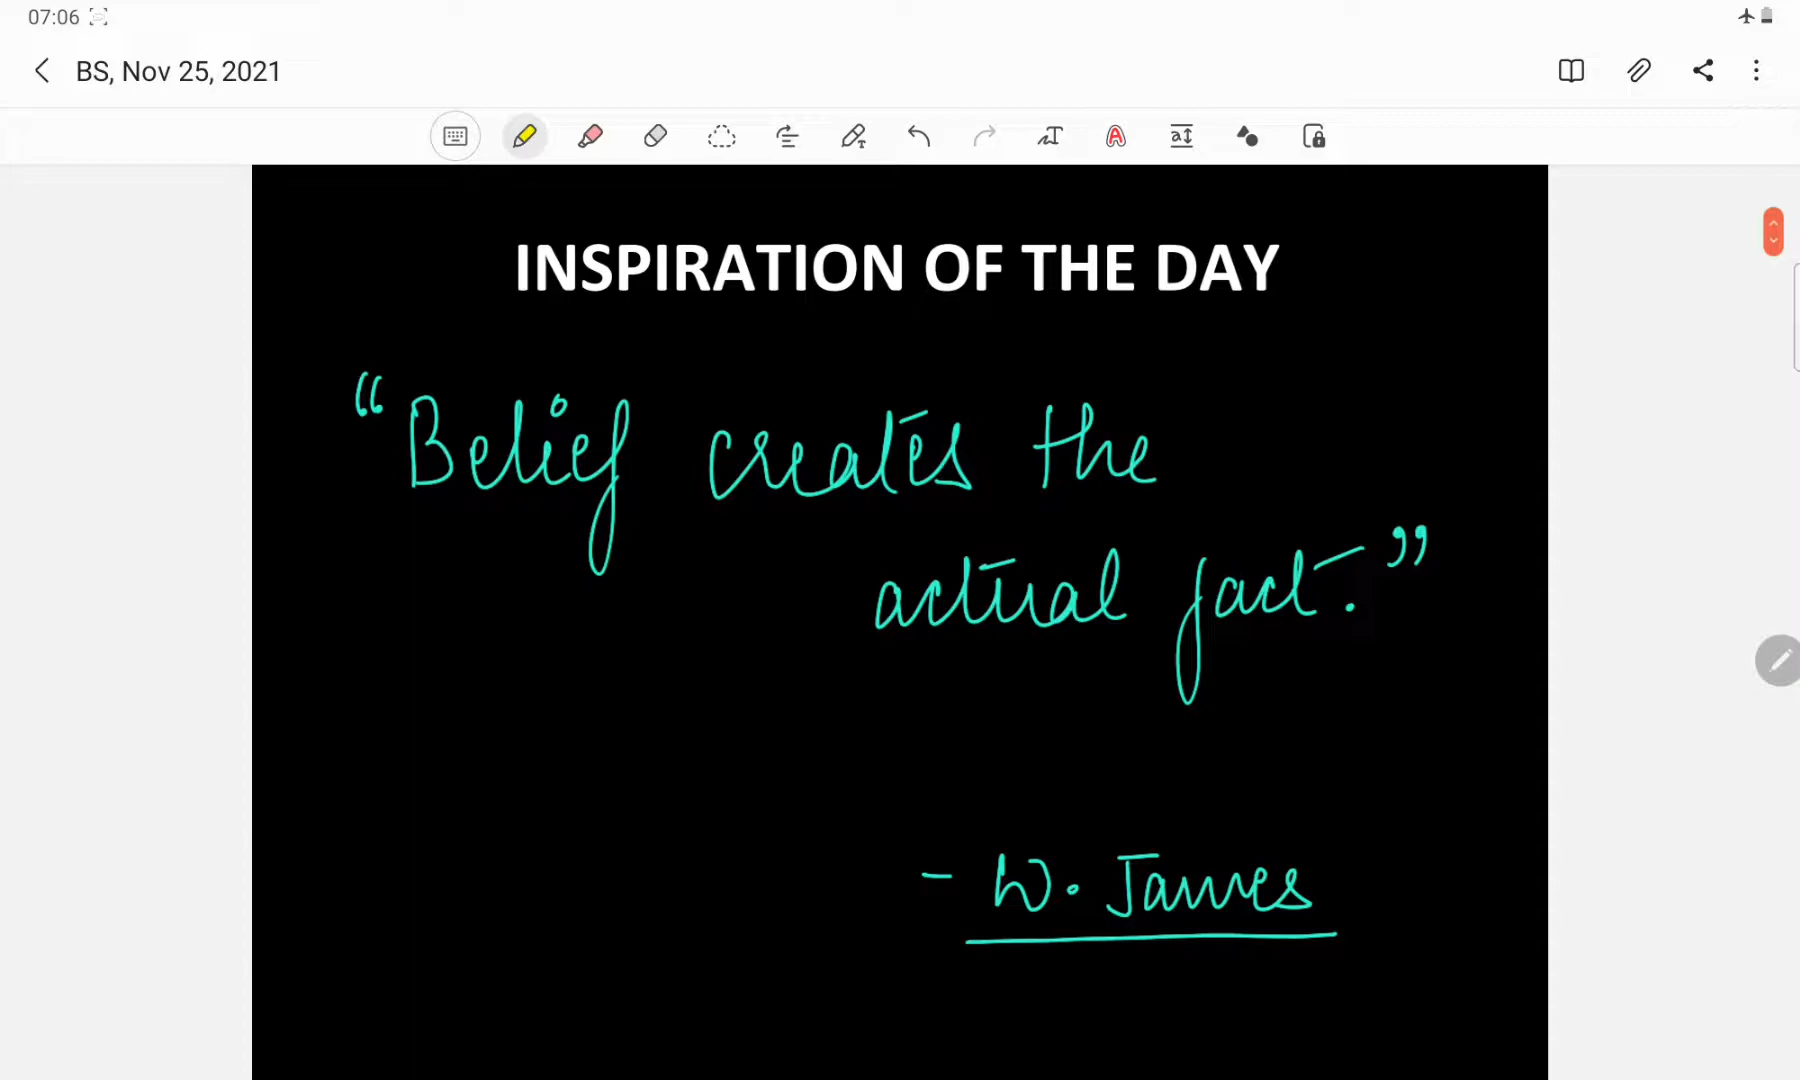 07:06
BS, Nov 25, 2021
INSPIRATION OF THE DAY
“Belief creates the
actual fact.”
- W. James